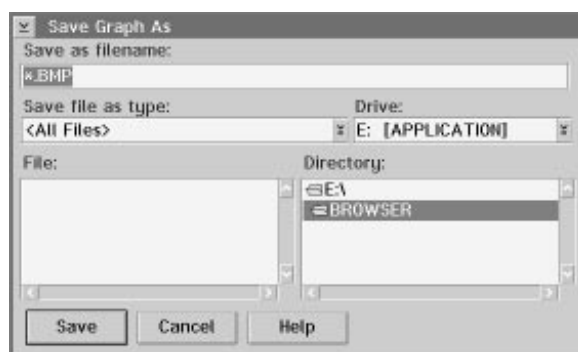 Save Graph As
Save as filename:
*.BMP
Save file as type:
Drive:
<All Files>
E: [APPLICATION]
File:
Directory:
E:\
BROWSER
Save
Cancel
Help